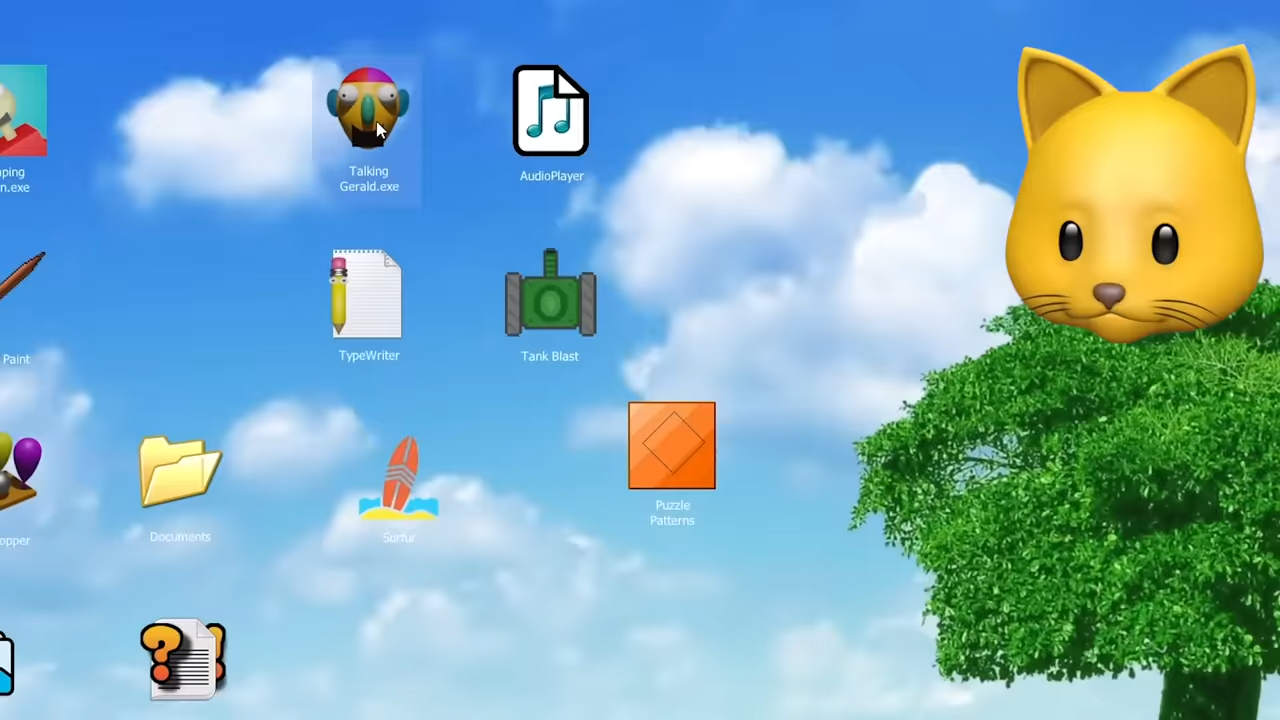 ping
n.exe
Talking
Gerald.exe
AudioPlayer
Paint
TypeWriter
Tank Blast
opper
Documents
Surfur
Puzzle
Patterns